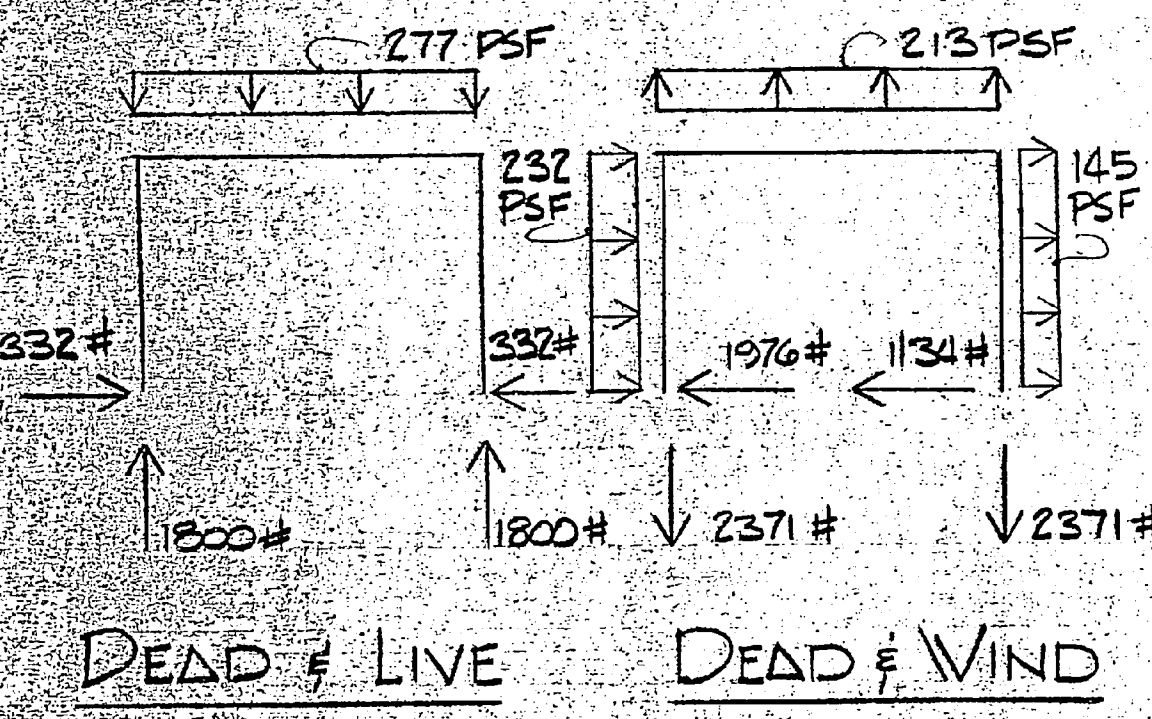 277 PSF
213 PSF
232
PSF
145
PSF
332#
332#
1976#
1134#
1800#
1800#
2371#
2371#
DEAD & LIVE
DEAD & WIND